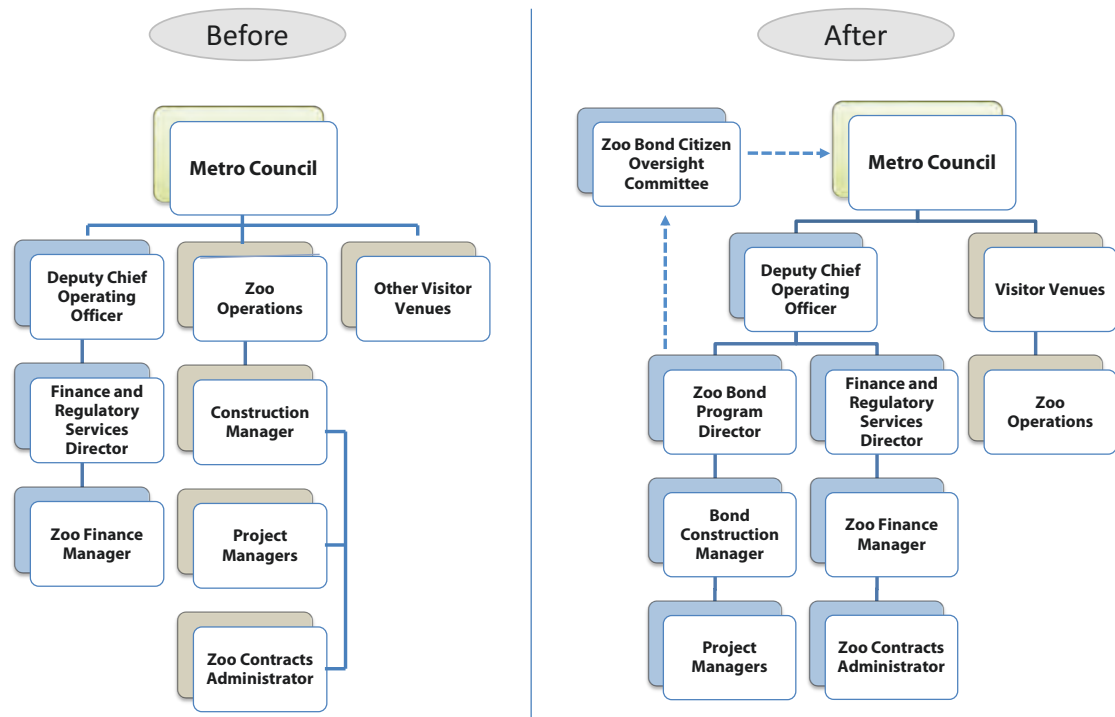 Before
Metro Council
Deputy Chief
Operating
Officer
Zoo
Operations
Other Visitor
Venues
Finance and
Regulatory
Services
Director
Construction
Manager
Zoo Finance
Manager
Project
Managers
Zoo Contracts
Administrator
After
Zoo Bond Citizen
Oversight
Committee
Metro Council
Deputy Chief
Operating
Officer
Visitor Venues
Zoo Bond
Program
Director
Finance and
Regulatory
Services
Director
Zoo
Operations
Bond
Construction
Manager
Zoo Finance
Manager
Project
Managers
Zoo Contracts
Administrator